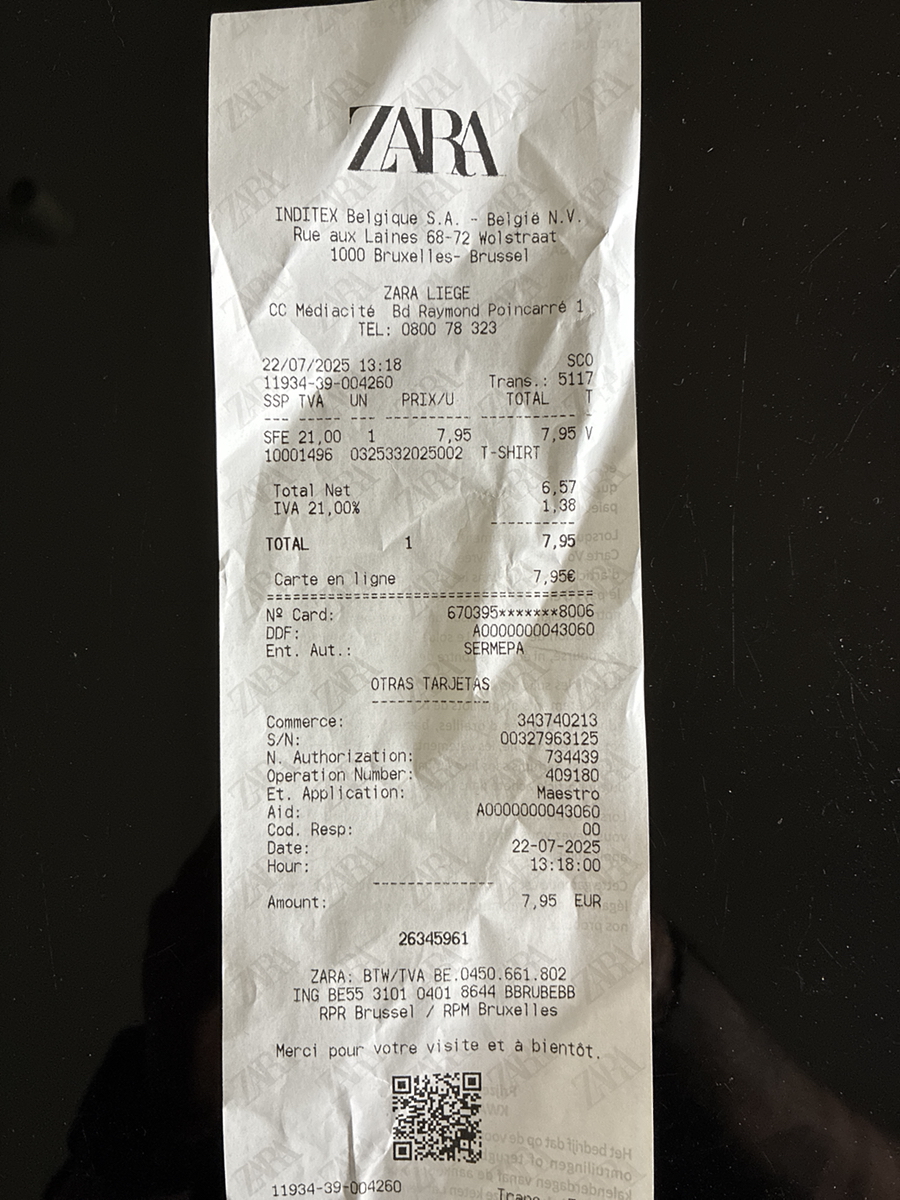 ZARA
INDITEX Belgique S.A. - België N.V.
Rue aux Laines 68-72 Wolstraat
1000 Bruxelles- Brussel
ZARA LIEGE
CC Médiacité Bd Raymond Poincarré 1
TEL: 0800 78 323
22/07/2025 13:18 SCO
11934-39-004260 Trans.: 5117
SSP TVA UN PRIX/U TOTAL T
SFE 21,00 1 7,95 7,95 V
10001496 0325332025002 T-SHIRT
Total Net 6,57
IVA 21,00% 1,38
TOTAL 1 7,95
Carte en ligne 7,95€
Nº Card: 670395*******8006
DDF: A0000000043060
Ent. Aut.: SERMEPA
OTRAS TARJETAS
Commerce: 343740213
S/N: 00327963125
N. Authorization: 734439
Operation Number: 409180
Et. Application: Maestro
Aid: A0000000043060
Cod. Resp: 00
Date: 22-07-2025
Hour: 13:18:00
Amount: 7,95 EUR
26345961
ZARA: BTW/TVA BE.0450.661.802
ING BE55 3101 0401 8644 BBRUBEBB
RPR Brussel / RPM Bruxelles
Merci pour votre visite et à bientôt.
11934-39-004260